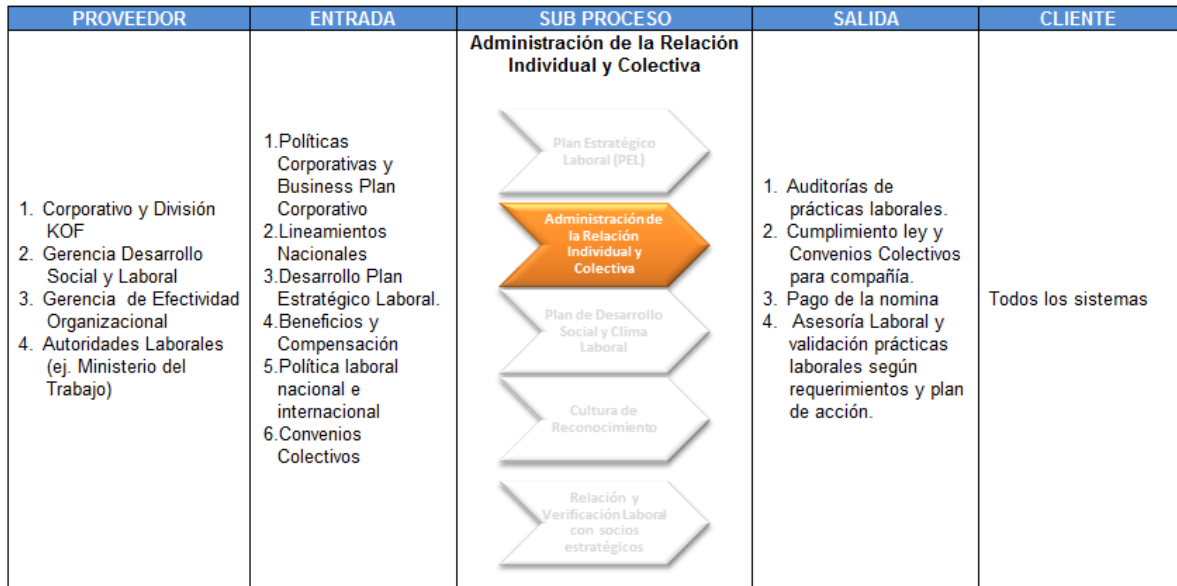 PROVEEDOR
ENTRADA
SUB PROCESO
SALIDA
CLIENTE
1. Corporativo y División
KOF
2. Gerencia Desarrollo
Social y Laboral
3. Gerencia de Efectividad
Organizacional
4. Autoridades Laborales
(ej. Ministerio del
Trabajo)
1.Políticas
Corporativas y
Business Plan
Corporativo
2.Lineamientos
Nacionales
3.Desarrollo Plan
Estratégico Laboral.
4.Beneficios y
Compensación
5.Política laboral
nacional e
internacional
6.Convenios
Colectivos
Administración de la Relación
Individual y Colectiva
Plan Estratégico
Laboral (PEL)
Administración de
la Relación
Individual y
Colectiva
Plan de Desarrollo
Social y Clima
Laboral
Cultura de
Reconocimiento
Relación y
Verificación Laboral
con socios
estratégicos
1. Auditorías de
prácticas laborales.
2. Cumplimiento ley y
Convenios Colectivos
para compañía.
3. Pago de la nomina
4. Asesoría Laboral y
validación prácticas
laborales según
requerimientos y plan
de acción.
Todos los sistemas